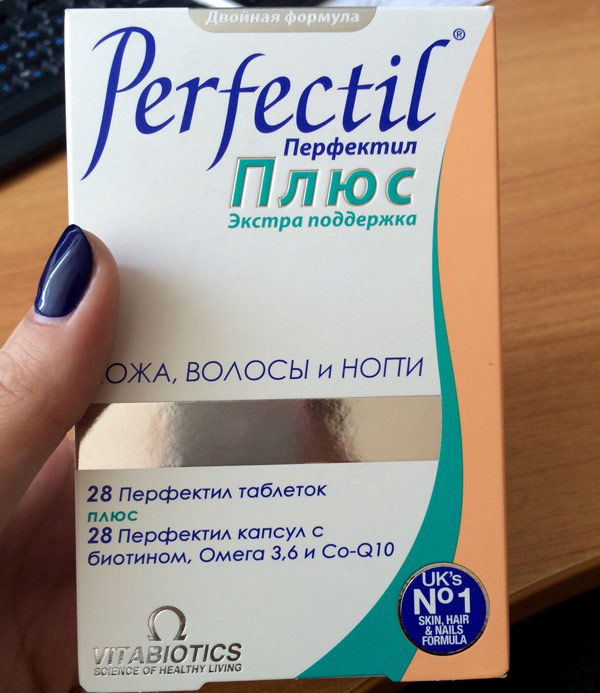 Двойная формула
Perfectil®
Перфектил
Плюс
Экстра поддержка
ОЖА, ВОЛОСЫ и НОГТИ
28 Перфектил таблеток
плюс
28 Перфектил капсул с
биотином, Омега 3,6 и Co-Q10
UK's
№1
SKIN, HAIR
& NAILS
FORMULA
VITABIOTICS
SCIENCE OF HEALTHY LIVING